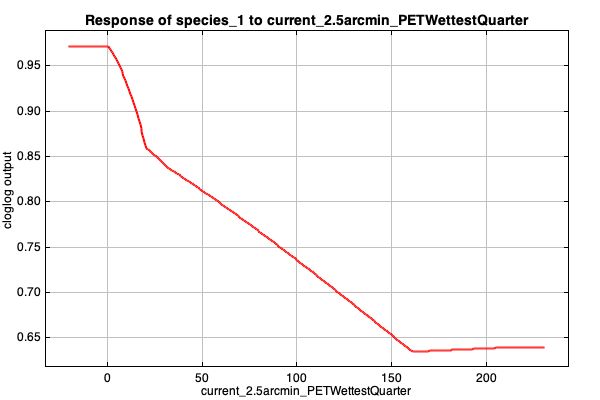 Response of species_1 to current_2.5arcmin_PETWettestQuarter
0.95
0.90
0.85
0.80
0.75
0.70
0.65
cloglog output
0 50 100 150 200
current_2.5arcmin_PETWettestQuarter